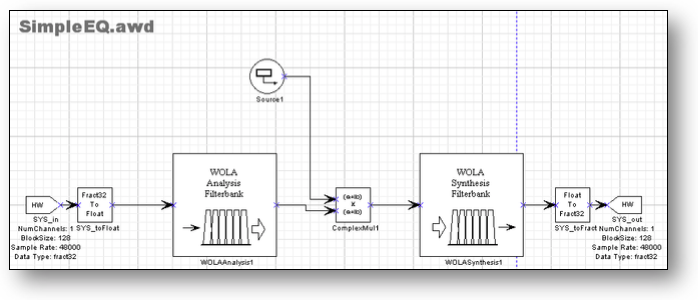 SimpleEQ.awd
Source1
WOLA
Analysis
Filterbank
WOLAAnalysis1
WOLA
Synthesis
Filterbank
WOLASynthesis1
HW
SYS_in
NumChannels: 1
BlockSize: 128
Sample Rate: 48000
Data Type: fract32
Fract32
To
Float
SYS_toFloat
(a+bi)
X
(a+bi)
ComplexMul1
Float
To
Fract32
SYS_toFract
HW
SYS_out
NumChannels: 1
BlockSize: 128
Sample Rate: 48000
Data Type: fract32